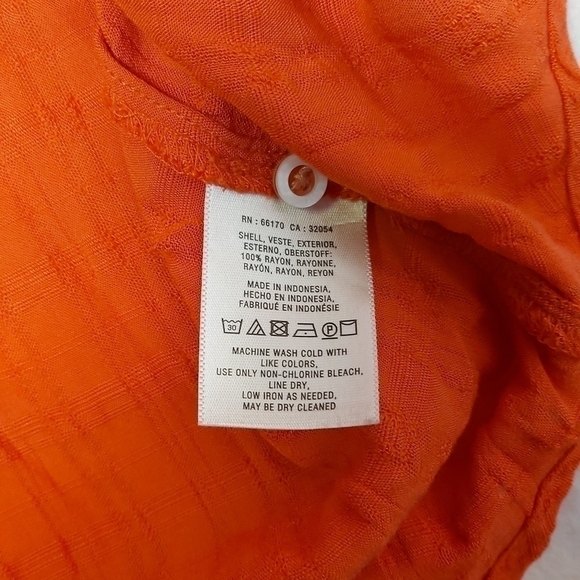 RN : 66170 CA : 32054
SHELL, VESTE, EXTERIOR,
ESTERNO, OBERSTOFF:
100% RAYON, RAYONNE,
RAYÓN, RAYON, REYON
MADE IN INDONESIA,
HECHO EN INDONESIA,
FABRIQUÉ EN INDONÉSIE
30 P
MACHINE WASH COLD WITH
LIKE COLORS,
USE ONLY NON-CHLORINE BLEACH,
LINE DRY,
LOW IRON AS NEEDED,
MAY BE DRY CLEANED